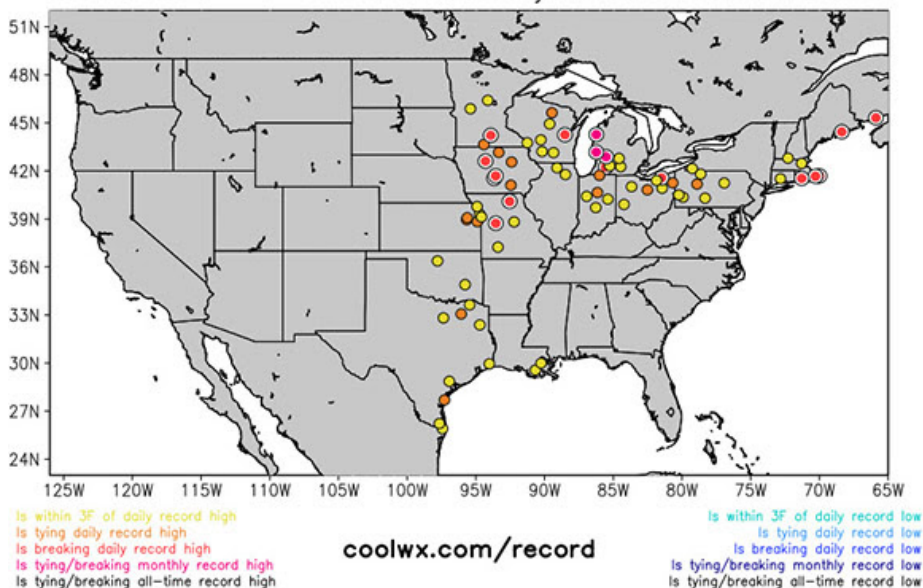 51N
48N
45N
42N
39N
36N
33N
30N
27N
24N
125W 120W 115W 110W 105W 100W 95W 90W 85W 80W 75W 70W 65W
Is within 3F of daily record high
Is tying daily record high
Is breaking daily record high
Is tying/breaking monthly record high
Is tying/breaking all-time record high
coolwx.com/record
Is within 3F of daily record low
Is tying daily record low
Is breaking daily record low
Is tying/breaking monthly record low
Is tying/breaking all-time record low